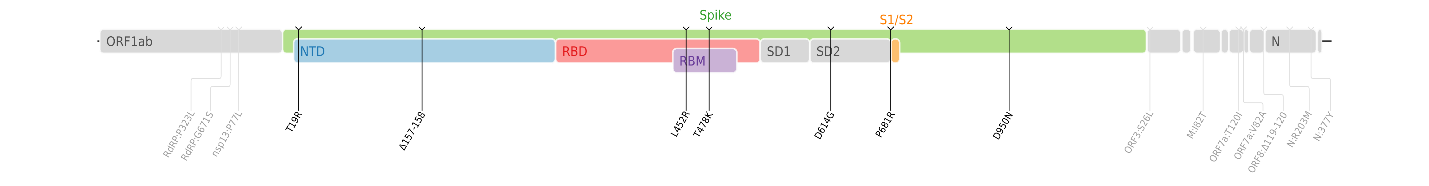 Spike
S1/S2
ORF1ab
NTD
RBD
RBM
SD1
SD2
N
RdRP:P323L
RdRP:G671S
nsp13:P77L
T19R
Δ157-158
L452R
T478K
D614G
P681R
D950N
ORF3:S26L
M:I82T
ORF7a:T120I
ORF7a:V82A
ORF8:Δ119-120
N:R203M
N:377Y